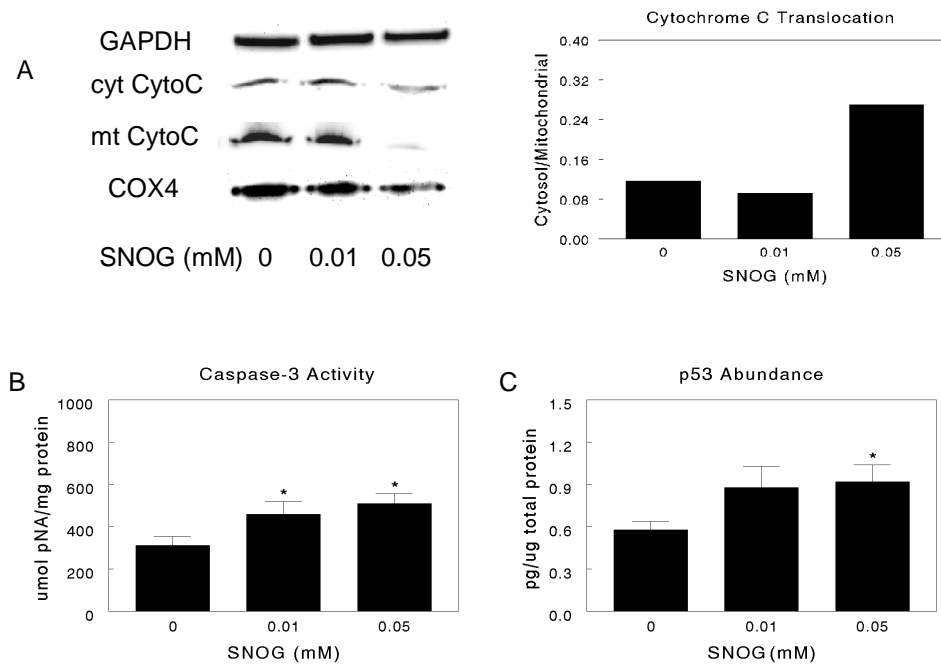 A
GAPDH
cyt CytoC
mt CytoC
COX4
SNOG (mM) 0 0.01 0.05
Cytochrome C Translocation
Cytosol/Mitochondrial
0.40
0.32
0.24
0.16
0.08
0.00
0 0.01 0.05
SNOG (mM)
B
Caspase-3 Activity
umol pNA/mg protein
1000
800
600
400
200
0
* *
0 0.01 0.05
SNOG (mM)
C
p53 Abundance
pg/ug total protein
1.5
1.2
0.9
0.6
0.3
0.0
*
0 0.01 0.05
SNOG (mM)